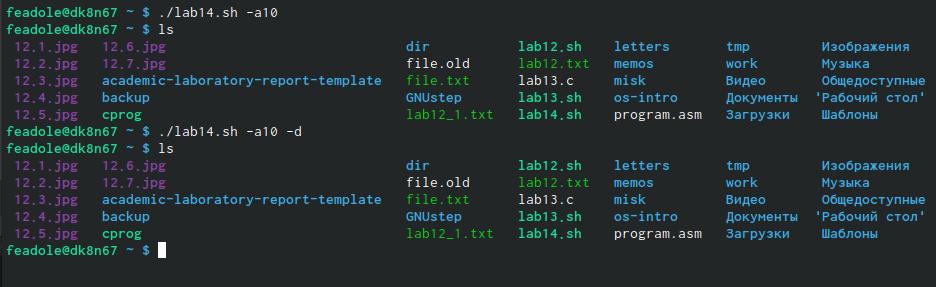 feadole@dk8n67 ~ $ ./lab14.sh -a10
feadole@dk8n67 ~ $ ls
12.1.jpg 12.6.jpg dir lab12.sh letters tmp Изображения
12.2.jpg 12.7.jpg file.old lab12.txt memos work Музыка
12.3.jpg academic-laboratory-report-template file.txt lab13.c misk Видео Общедоступные
12.4.jpg backup GNUstep lab13.sh os-intro Документы 'Рабочий стол'
12.5.jpg cprog lab12_1.txt lab14.sh program.asm Загрузки Шаблоны
feadole@dk8n67 ~ $ ./lab14.sh -a10 -d
feadole@dk8n67 ~ $ ls
12.1.jpg 12.6.jpg dir lab12.sh letters tmp Изображения
12.2.jpg 12.7.jpg file.old lab12.txt memos work Музыка
12.3.jpg academic-laboratory-report-template file.txt lab13.c misk Видео Общедоступные
12.4.jpg backup GNUstep lab13.sh os-intro Документы 'Рабочий стол'
12.5.jpg cprog lab12_1.txt lab14.sh program.asm Загрузки Шаблоны
feadole@dk8n67 ~ $